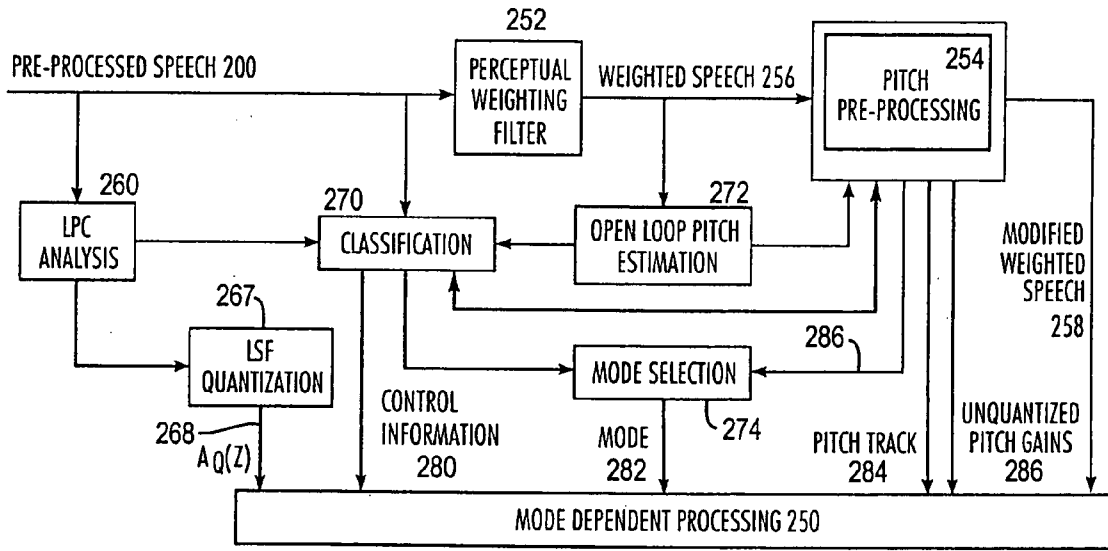 252
PRE-PROCESSED SPEECH 200
PERCEPTUAL
WEIGHTING
FILTER
WEIGHTED SPEECH 256
254
PITCH
PRE-PROCESSING
260
LPC
ANALYSIS
270
CLASSIFICATION
272
OPEN LOOP PITCH
ESTIMATION
MODIFIED
WEIGHTED
SPEECH
258
267
LSF
QUANTIZATION
286
MODE SELECTION
274
268
AQ(Z)
CONTROL
INFORMATION
280
MODE
282
PITCH TRACK
284
UNQUANTIZED
PITCH GAINS
286
MODE DEPENDENT PROCESSING 250